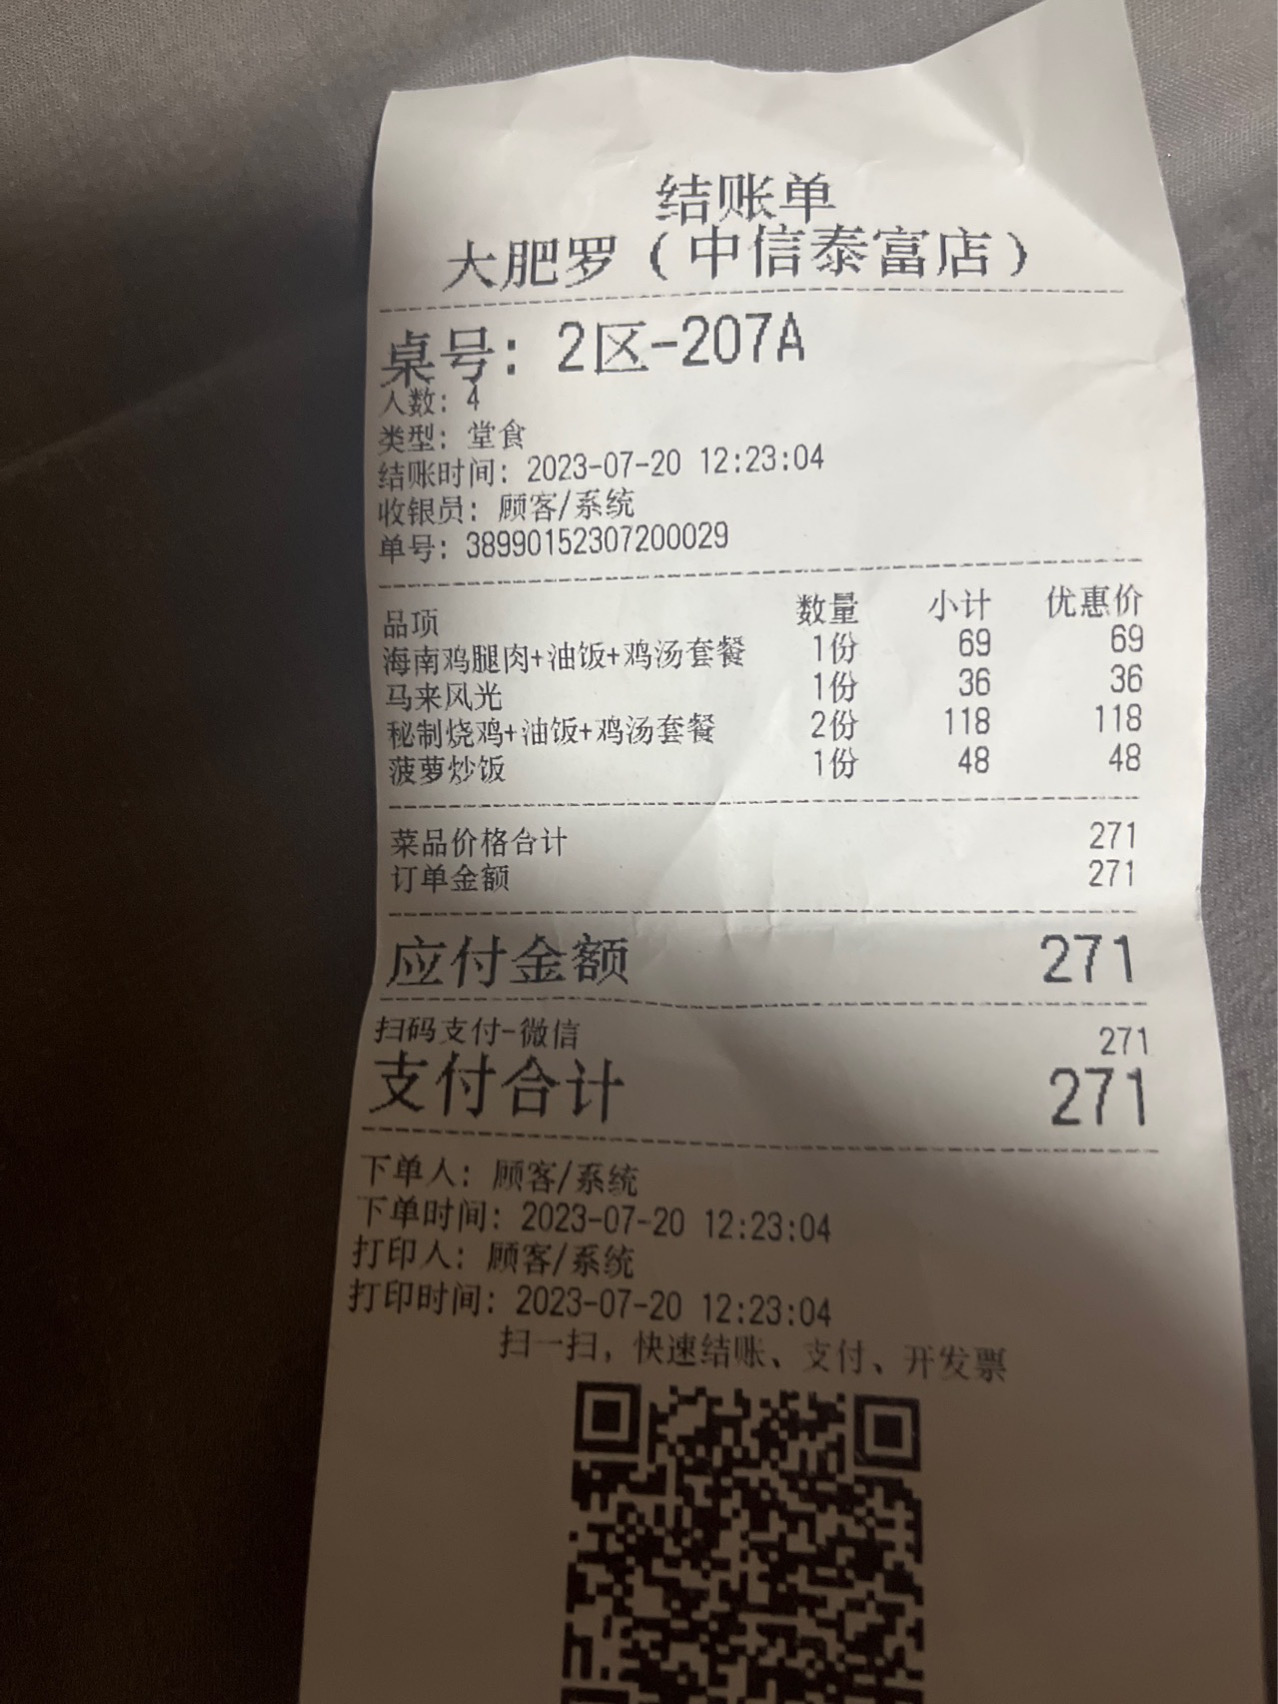 结账单
大肥罗（中信泰富店）
桌号：2区-207A
人数：4
类型：堂食
结账时间：2023-07-20 12:23:04
收银员：顾客/系统
单号：38990152307200029
品项 数量 小计 优惠价
海南鸡腿肉+油饭+鸡汤套餐 1份 69 69
马来风光 1份 36 36
秘制烧鸡+油饭+鸡汤套餐 2份 118 118
菠萝炒饭 1份 48 48
菜品价格合计 271
订单金额 271
应付金额 271
扫码支付-微信 271
支付合计 271
下单人：顾客/系统
下单时间：2023-07-20 12:23:04
打印人：顾客/系统
打印时间：2023-07-20 12:23:04
扫一扫，快速结账、支付、开发票